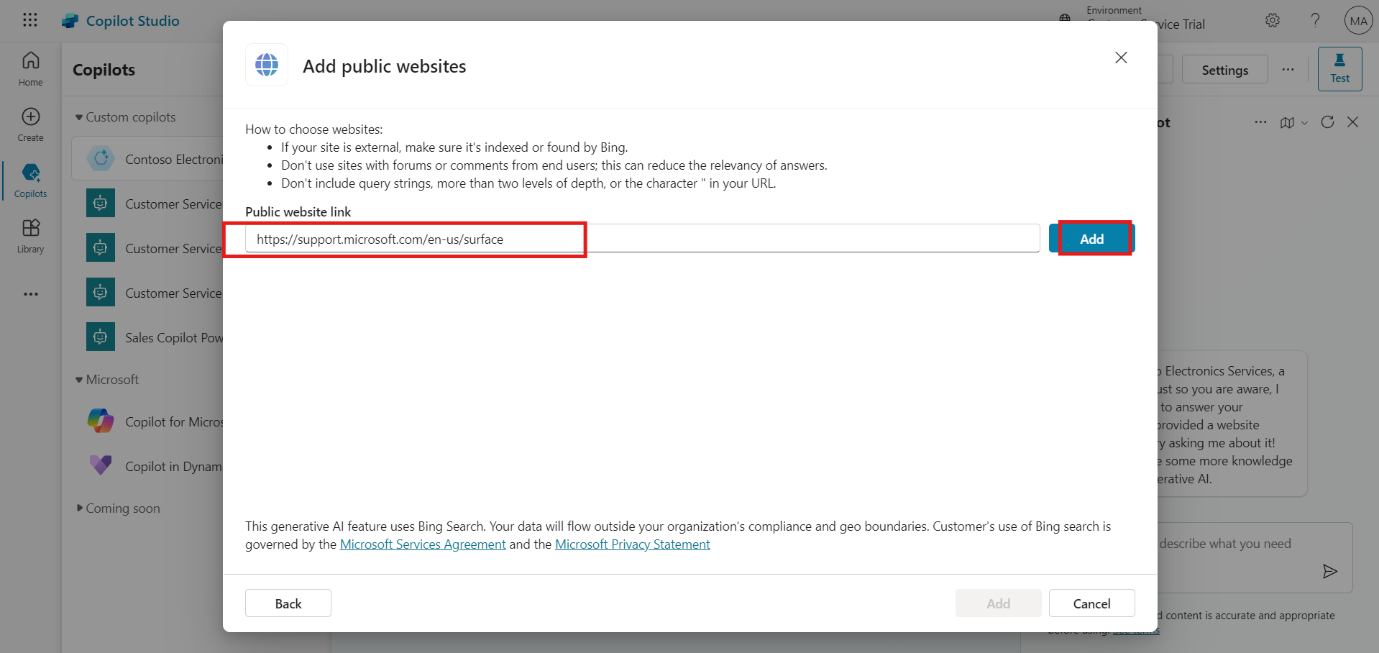 Copilot Studio
Environment
vice Trial
MA
Home
Create
Copilots
Library
Copilots
Custom copilots
Contoso Electroni
Customer Service
Customer Service
Customer Service
Sales Copilot Pow
Microsoft
Copilot for Micros
Copilot in Dynam
Coming soon
Settings
Test
ot
Add public websites
How to choose websites:
• If your site is external, make sure it's indexed or found by Bing.
• Don't use sites with forums or comments from end users; this can reduce the relevancy of answers.
• Don't include query strings, more than two levels of depth, or the character " in your URL.
Public website link
https://support.microsoft.com/en-us/surface
Add
This generative AI feature uses Bing Search. Your data will flow outside your organization's compliance and geo boundaries. Customer's use of Bing search is
governed by the Microsoft Services Agreement and the Microsoft Privacy Statement
Back
Add
Cancel
o Electronics Services, a
ust so you are aware, I
to answer your
provided a website
ry asking me about it!
e some more knowledge
erative AI.
describe what you need
d content is accurate and appropriate